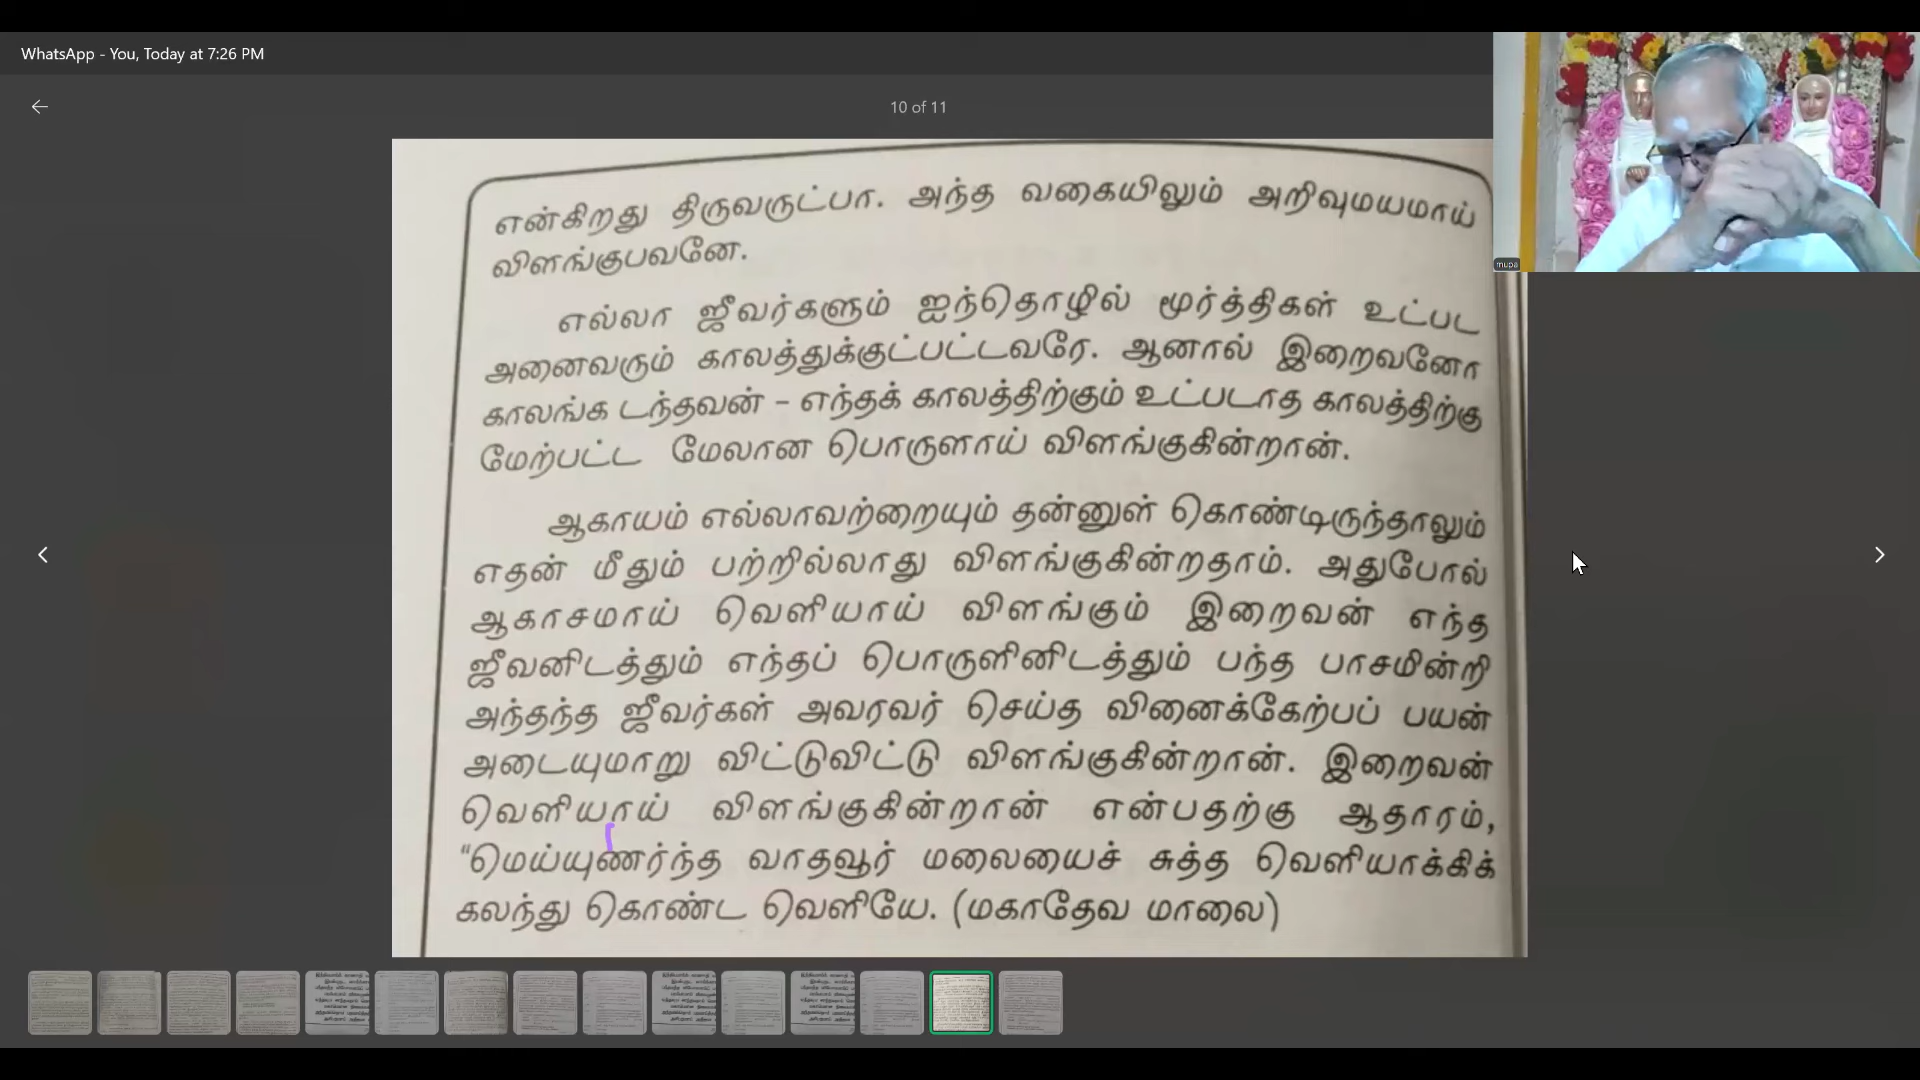 WhatsApp - You, Today at 7:26 PM
10 of 11
என்கிறது திருவருட்பா. அந்த வகையிலும் அறிவுமயமாய்
விளங்குபவனே.
எல்லா ஜீவர்களும் ஐந்தொழில் மூர்த்திகள் உட்பட
அனைவரும் காலத்துக்குட்பட்டவரே. ஆனால் இறைவனோ
காலங்க டந்தவன் – எந்தக் காலத்திற்கும் உட்படாத காலத்திற்கு
மேற்பட்ட மேலான பொருளாய் விளங்குகின்றான்.
ஆகாயம் எல்லாவற்றையும் தன்னுள் கொண்டிருந்தாலும்
எதன் மீதும் பற்றில்லாது விளங்குகின்றதாம். அதுபோல்
ஆகாசமாய் வெளியாய் விளங்கும் இறைவன் எந்த
ஜீவனிடத்தும் எந்தப் பொருளினிடத்தும் பந்த பாசமின்றி
அந்தந்த ஜீவர்கள் அவரவர் செய்த வினைக்கேற்பப் பயன்
அடையுமாறு விட்டுவிட்டு விளங்குகின்றான். இறைவன்
வெளியாய் விளங்குகின்றான் என்பதற்கு ஆதாரம்,
“மெய்யுணர்ந்த வாதவூர் மலையைச் சுத்த வெளியாக்கிக்
கலந்து கொண்ட வெளியே. (மகாதேவ மாலை)
mupa